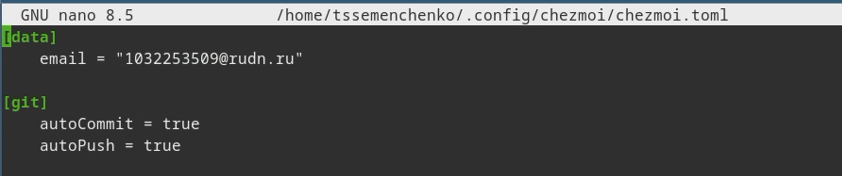 GNU nano 8.5 /home/tssemenchenko/.config/chezmoi/chezmoi.toml
[data]
email = "1032253509@rudn.ru"
[git]
autoCommit = true
autoPush = true